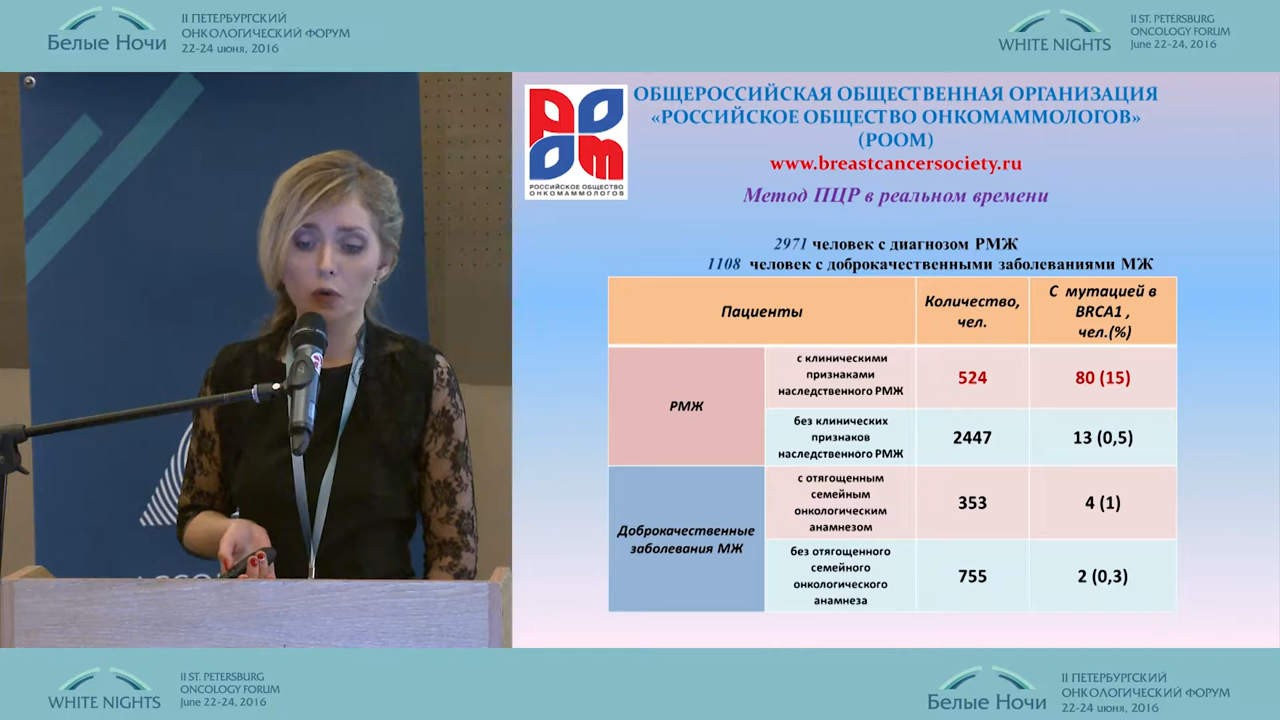 II ПЕТЕРБУРГСКИЙ
ОНКОЛОГИЧЕСКИЙ ФОРУМ
Белые Ночи
22-24 июня, 2016
II ST. PETERSBURG
ONCOLOGY FORUM
WHITE NIGHTS
June 22-24, 2016
РООМ
РОССИЙСКОЕ ОБЩЕСТВО
ОНКОМАММОЛОГОВ
ОБЩЕРОССИЙСКАЯ ОБЩЕСТВЕННАЯ ОРГАНИЗАЦИЯ
«РОССИЙСКОЕ ОБЩЕСТВО ОНКОМАММОЛОГОВ»
(РООМ)
www.breastcancersociety.ru
Метод ПЦР в реальном времени
2971 человек с диагнозом РМЖ
1108 человек с доброкачественными заболеваниями МЖ
Пациенты
Количество,
чел.
С мутацией в
BRCA1 ,
чел.(%)
РМЖ
с клиническими
признаками
наследственного РМЖ
524
80 (15)
без клинических
признаков
наследственного РМЖ
2447
13 (0,5)
Доброкачественные
заболевания МЖ
с отягощенным
семейным
онкологическим
анамнезом
353
4 (1)
без отягощенного
семейного
онкологического
анамнеза
755
2 (0,3)
II ST. PETERSBURG
ONCOLOGY FORUM
WHITE NIGHTS
June 22-24, 2016
II ПЕТЕРБУРГСКИЙ
ОНКОЛОГИЧЕСКИЙ ФОРУМ
Белые Ночи
22-24 июня, 2016